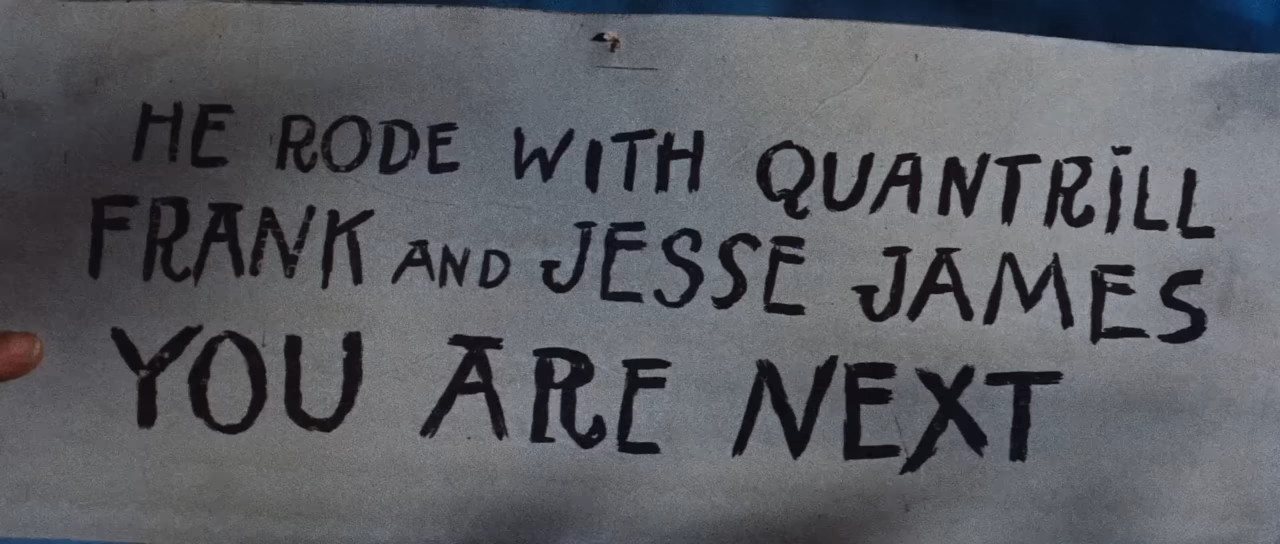 HE RODE WITH QUANTRILL
FRANK AND JESSE JAMES
YOU ARE NEXT